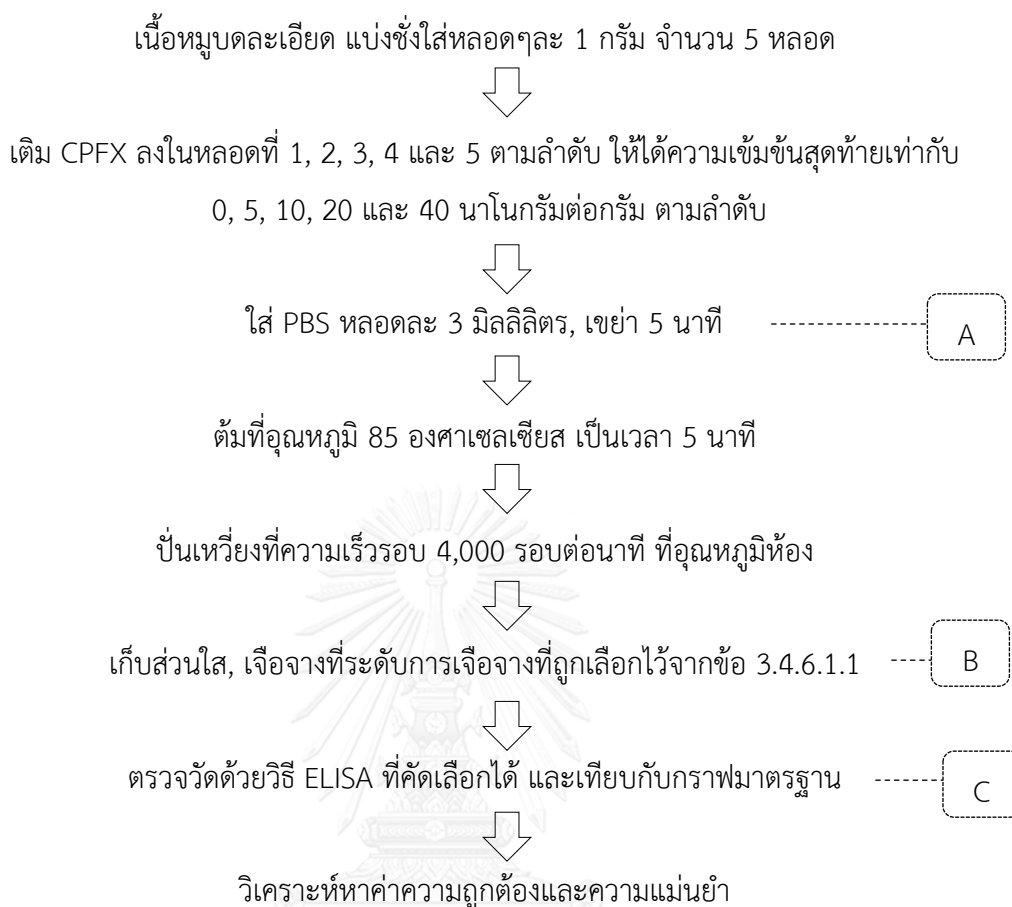 เนื้อหมูบดละเอียด แบ่งชั่งใส่หลอดๆละ 1 กรัม จำนวน 5 หลอด
เติม CPFX ลงในหลอดที่ 1, 2, 3, 4 และ 5 ตามลำดับ ให้ได้ความเข้มข้นสุดท้ายเท่ากับ
0, 5, 10, 20 และ 40 นาโนกรัมต่อกรัม ตามลำดับ
ใส่ PBS หลอดละ 3 มิลลิลิตร, เขย่า 5 นาที
A
ต้มที่อุณหภูมิ 85 องศาเซลเซียส เป็นเวลา 5 นาที
ปั่นเหวี่ยงที่ความเร็วรอบ 4,000 รอบต่อนาที ที่อุณหภูมิห้อง
เก็บส่วนใส, เจือจางที่ระดับการเจือจางที่ถูกเลือกไว้จากข้อ 3.4.6.1.1
B
ตรวจวัดด้วยวิธี ELISA ที่คัดเลือกได้ และเทียบกับกราฟมาตรฐาน
C
วิเคราะห์หาค่าความถูกต้องและความแม่นยำ